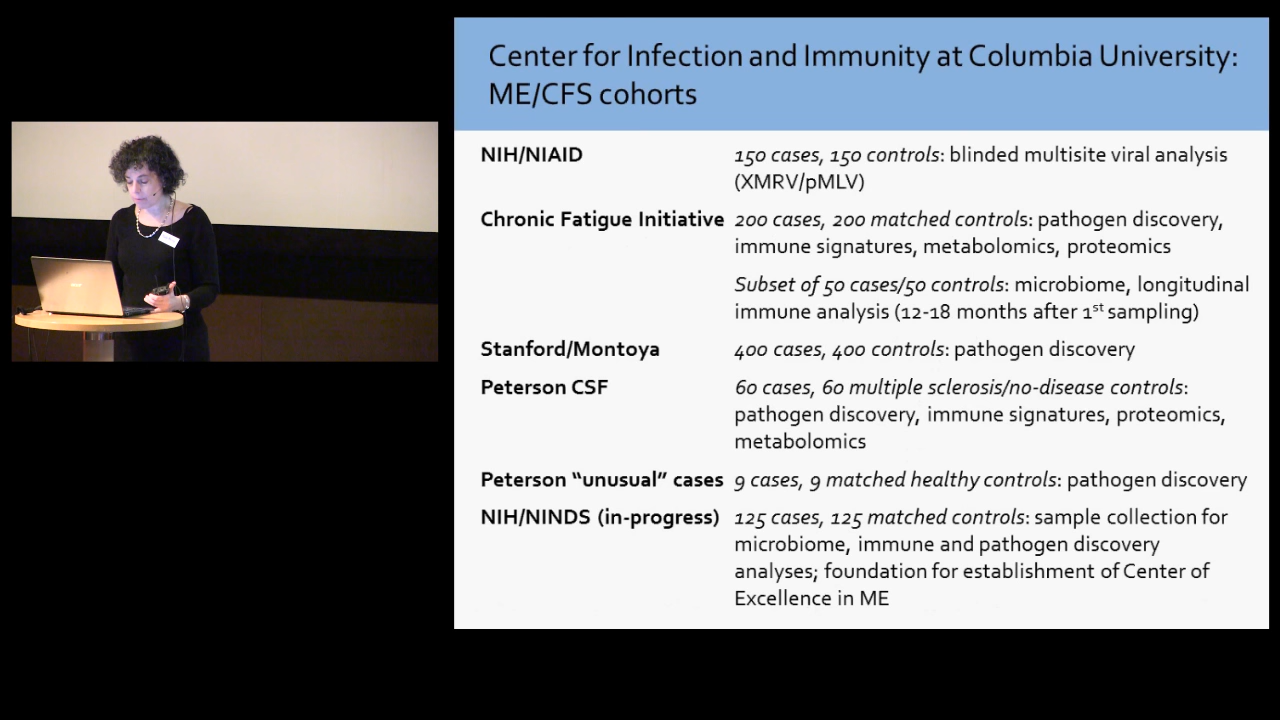 Center for Infection and Immunity at Columbia University:
ME/CFS cohorts
NIH/NIAID 150 cases, 150 controls: blinded multisite viral analysis
(XMRV/pMLV)
Chronic Fatigue Initiative 200 cases, 200 matched controls: pathogen discovery,
immune signatures, metabolomics, proteomics
Subset of 50 cases/50 controls: microbiome, longitudinal
immune analysis (12-18 months after 1st sampling)
Stanford/Montoya 400 cases, 400 controls: pathogen discovery
Peterson CSF 60 cases, 60 multiple sclerosis/no-disease controls:
pathogen discovery, immune signatures, proteomics,
metabolomics
Peterson “unusual” cases 9 cases, 9 matched healthy controls: pathogen discovery
NIH/NINDS (in-progress) 125 cases, 125 matched controls: sample collection for
microbiome, immune and pathogen discovery
analyses; foundation for establishment of Center of
Excellence in ME